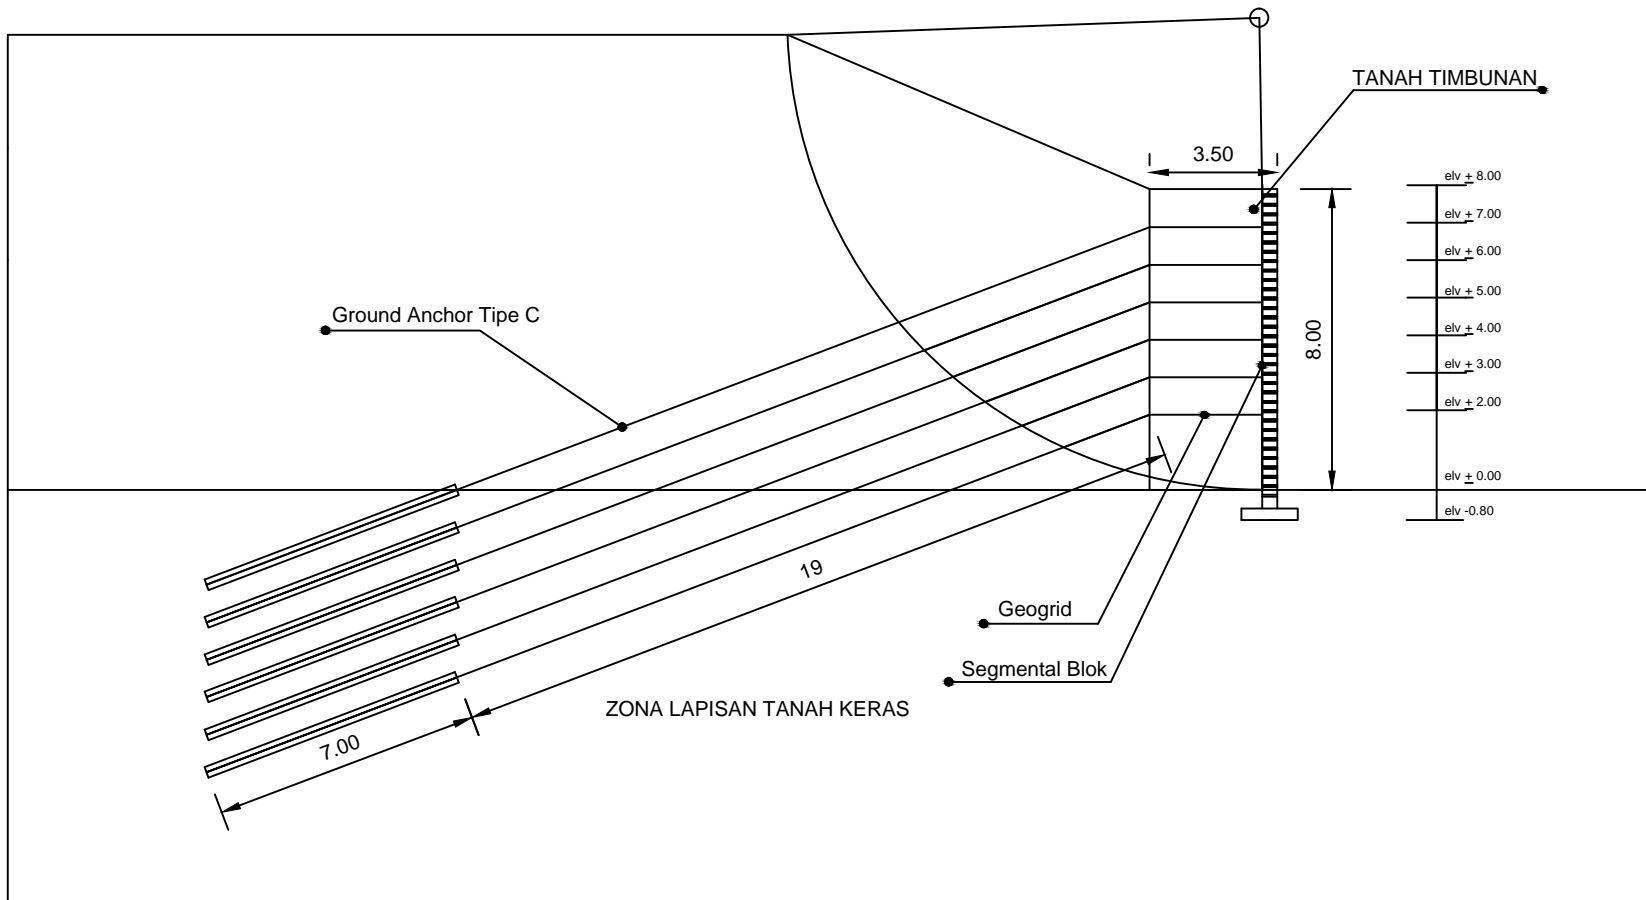 TANAH TIMBUNAN
3.50
elv + 8.00
elv + 7.00
elv + 6.00
elv + 5.00
Ground Anchor Tipe C
8.00
elv + 4.00
elv + 3.00
elv + 2.00
elv + 0.00
elv -0.80
19
Geogrid
Segmental Blok
ZONA LAPISAN TANAH KERAS
7.00